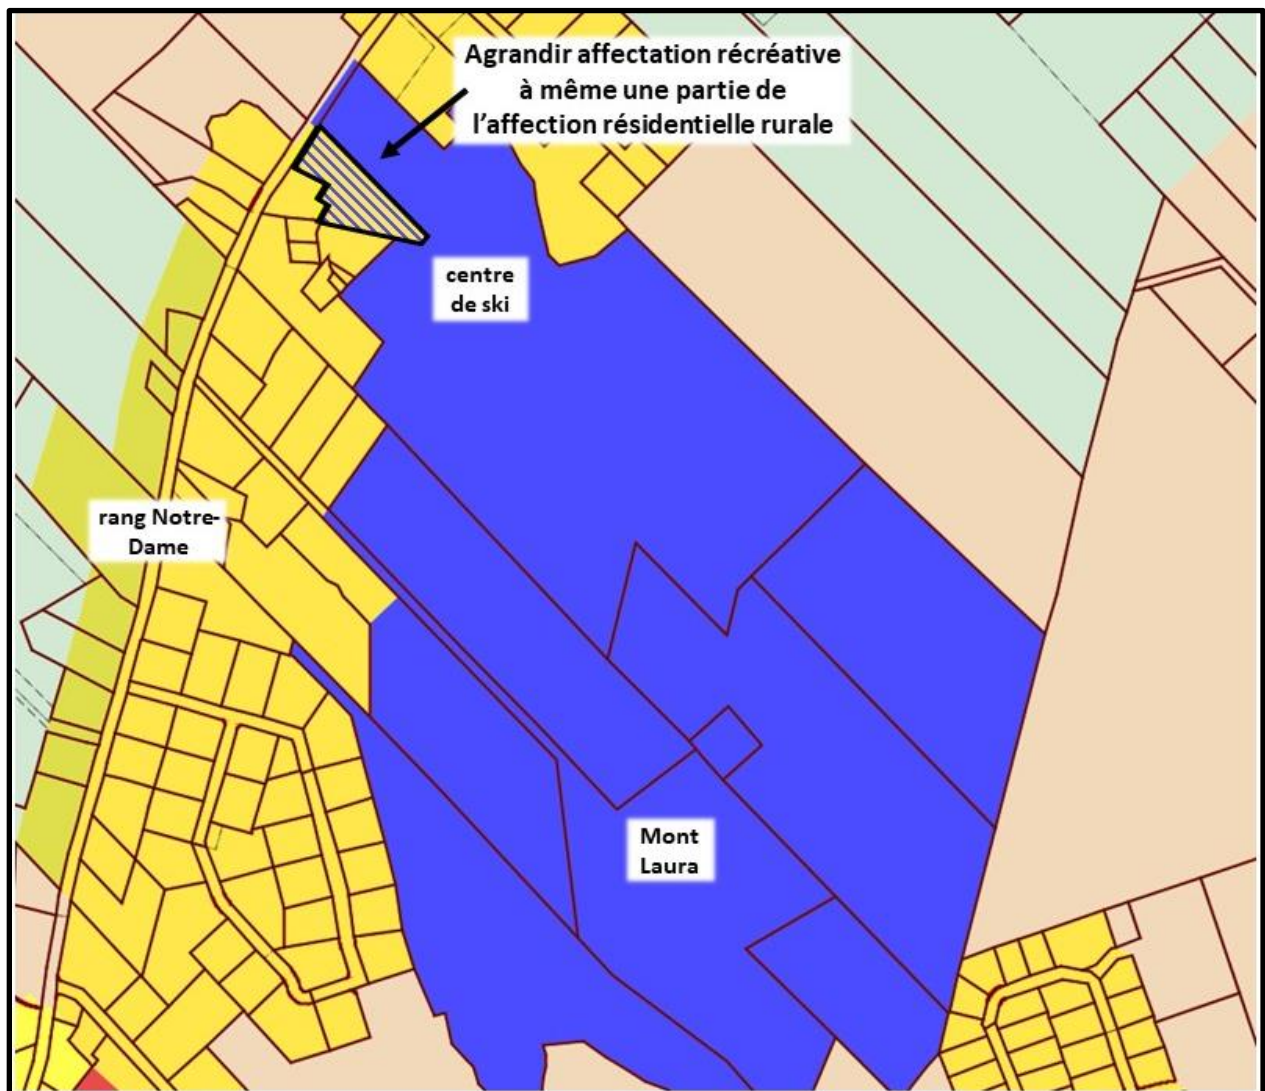 Agrandir affectation récréative
à même une partie de
l'affection résidentielle rurale
centre
de ski
rang Notre-
Dame
Mont
Laura